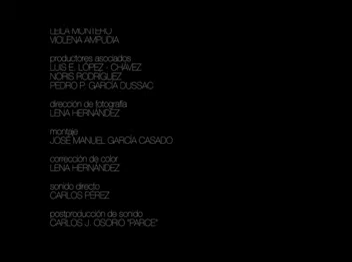 LEILA MONTERO
VIOLENA AMPUDIA
productores asociados
LUIS E. LÓPEZ - CHÁVEZ
NORIS RODRÍGUEZ
PEDRO P. GARCÍA DUSSAC
dirección de fotografía
LENA HERNÁNDEZ
montaje
JOSÉ MANUEL GARCÍA CASADO
corrección de color
LENA HERNÁNDEZ
sonido directo
CARLOS PÉREZ
postproducción de sonido
CARLOS J. OSORIO "PARCE"